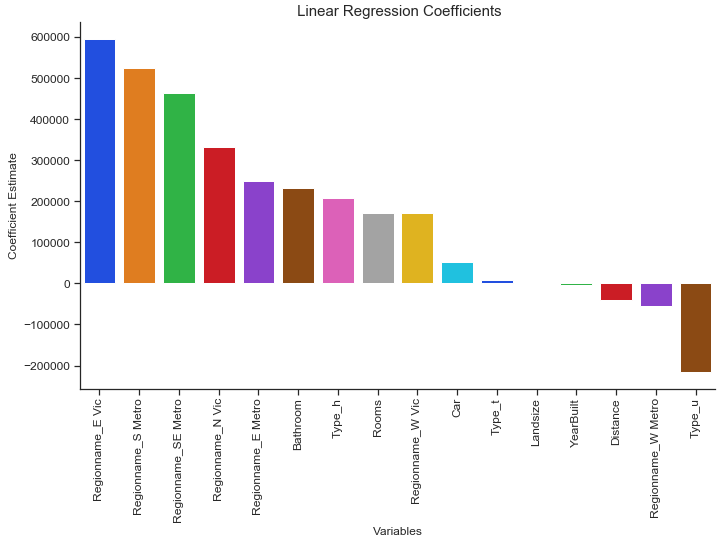 Linear Regression Coefficients
Coefficient Estimate
600000
500000
400000
300000
200000
100000
0
−100000
−200000
Regionname_E Vic
Regionname_S Metro
Regionname_SE Metro
Regionname_N Vic
Regionname_E Metro
Bathroom
Type_h
Rooms
Regionname_W Vic
Car
Type_t
Landsize
YearBuilt
Distance
Regionname_W Metro
Type_u
Variables